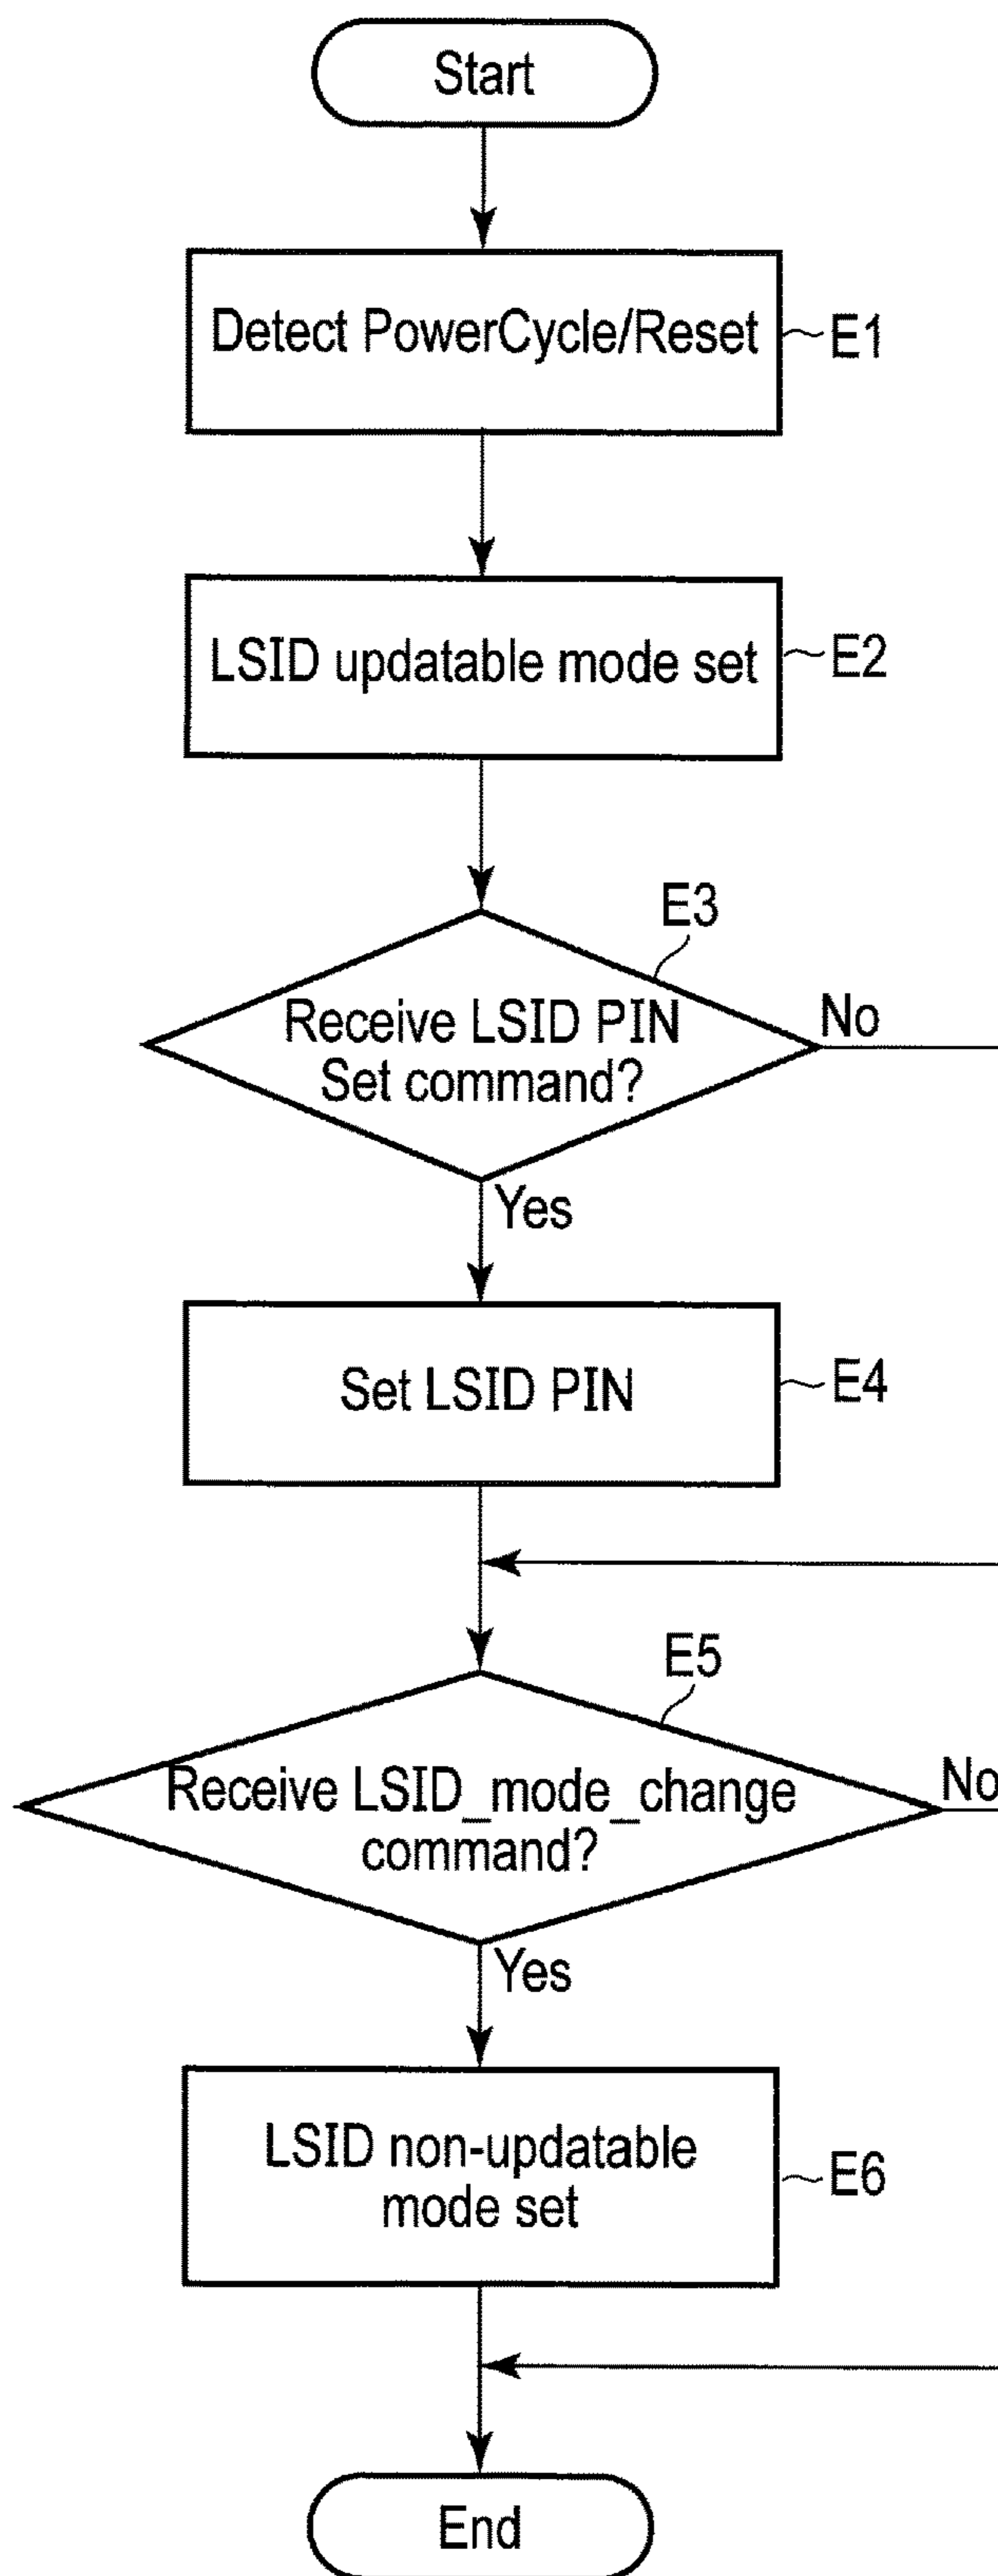 Start
Detect PowerCycle/Reset
E1
LSID updatable mode set
E2
E3
Receive LSID PIN
Set command?
No
Yes
Set LSID PIN
E4
E5
Receive LSID_mode_change
command?
No
Yes
LSID non-updatable
mode set
E6
End